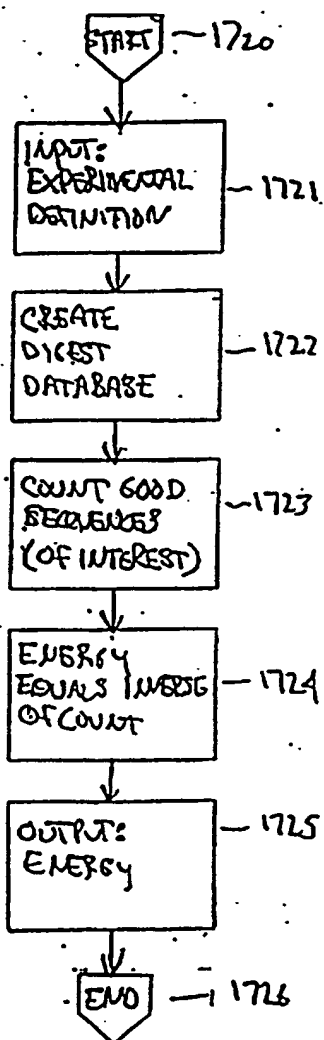 START 1720
INPUT:
EXPERIMENTAL
DEFINITION
1721
CREATE
DIGEST
DATABASE
1722
COUNT GOOD
SEQUENCES
(OF INTEREST)
1723
ENERGY
EQUALS INVERSE
OF COUNT
1724
OUTPUT:
ENERGY
1725
END 1726